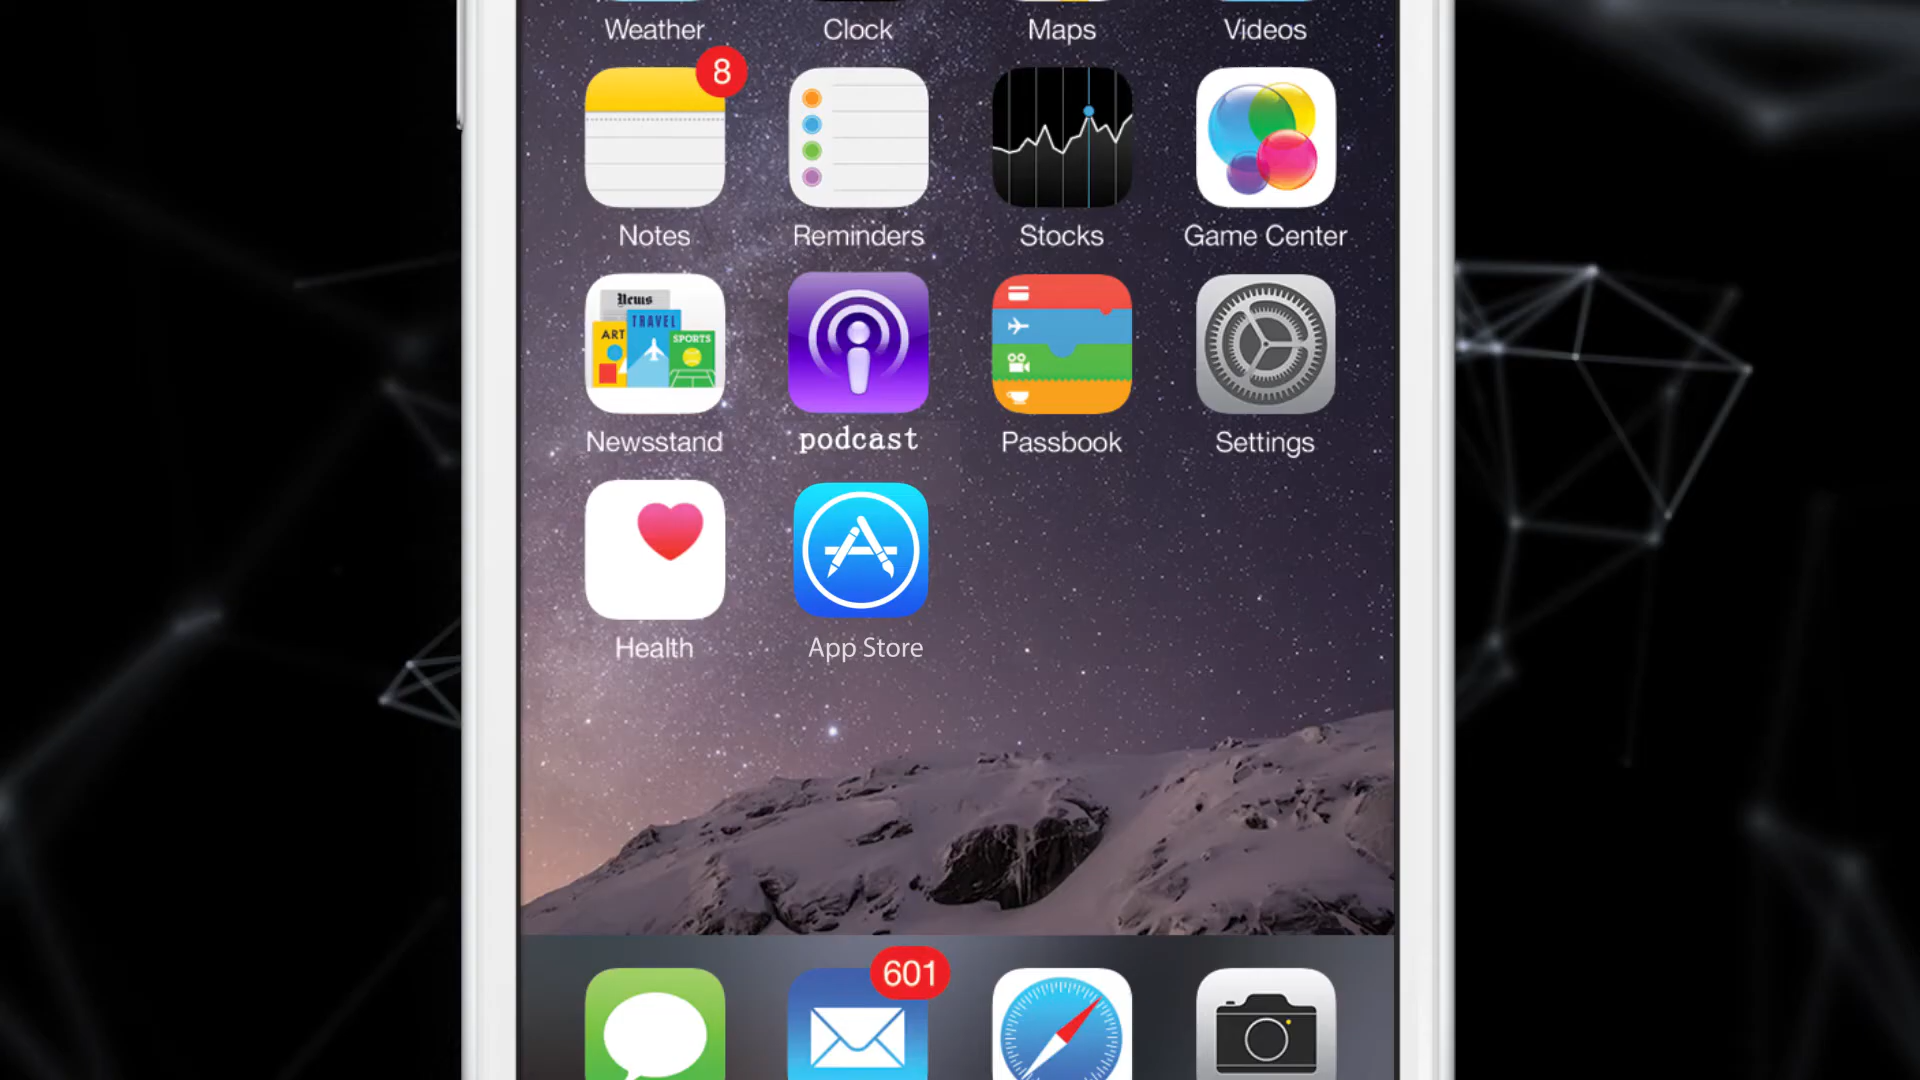 Weather Clock Maps Videos
8
Notes Reminders Stocks Game Center
News
ART TRAVEL SPORTS
Newsstand podcast Passbook Settings
Health App Store
601